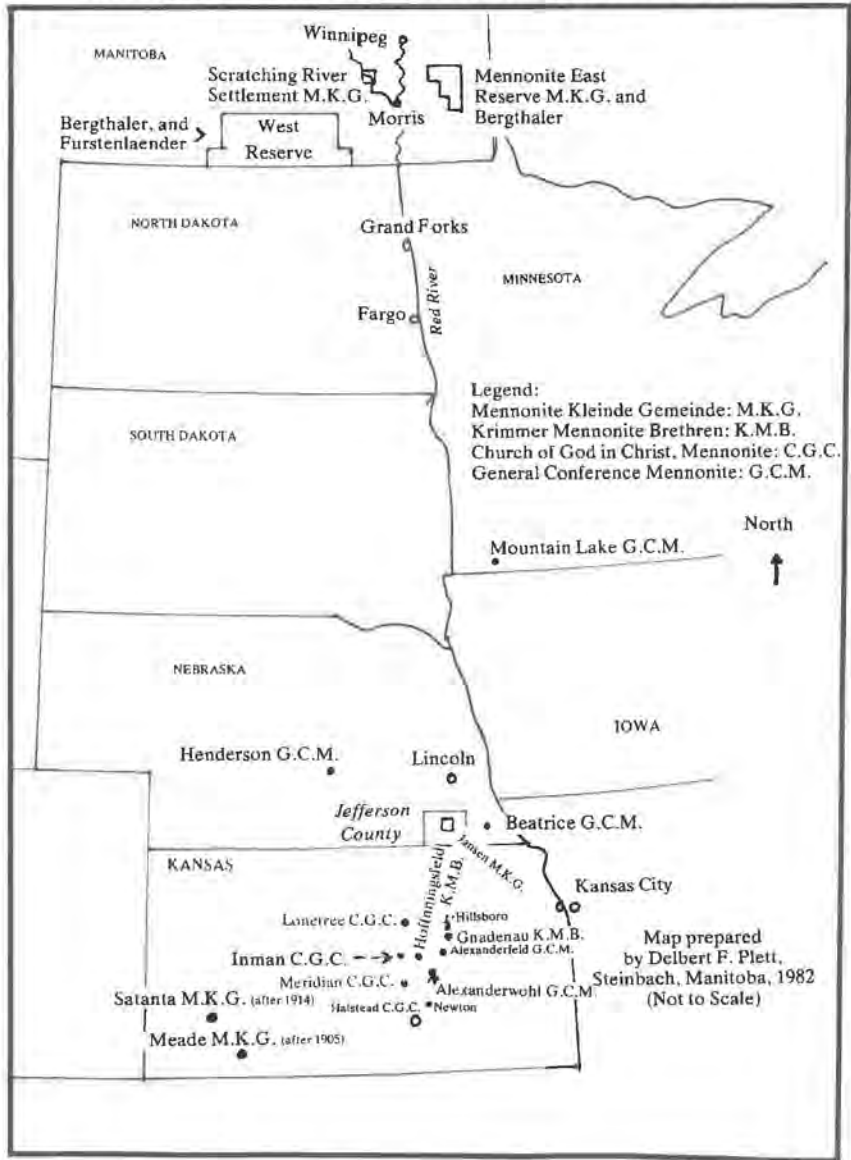 Winnipeg
MANITOBA
Scratching River
Settlement M.K.G.
Mennonite East
Reserve M.K.G. and
Bergthaler
Morris
Bergthaler, and
Furstenlaender
West
Reserve
NORTH DAKOTA
Grand Forks
MINNESOTA
Red River
Fargo
Legend:
Mennonite Kleinde Gemeinde: M.K.G.
Krimmer Mennonite Brethren: K.M.B.
Church of God in Christ, Mennonite: C.G.C.
General Conference Mennonite: G.C.M.
SOUTH DAKOTA
North
Mountain Lake G.C.M.
NEBRASKA
IOWA
Henderson G.C.M.
Lincoln
Jefferson
County
Beatrice G.C.M.
Jansen M.K.G.
KANSAS
K.M.B.
Kansas City
Lonetree C.G.C.
Hillsboro
Gnadenau K.M.B.
Alexanderfeld G.C.M.
Inman C.G.C.
Meridian C.G.C.
Alexanderwohl G.C.M
Satanta M.K.G. (after 1914)
Halstead C.G.C.
Newton
Meade M.K.G. (after 1905)
Map prepared
by Delbert F. Plett,
Steinbach, Manitoba, 1982
(Not to Scale)